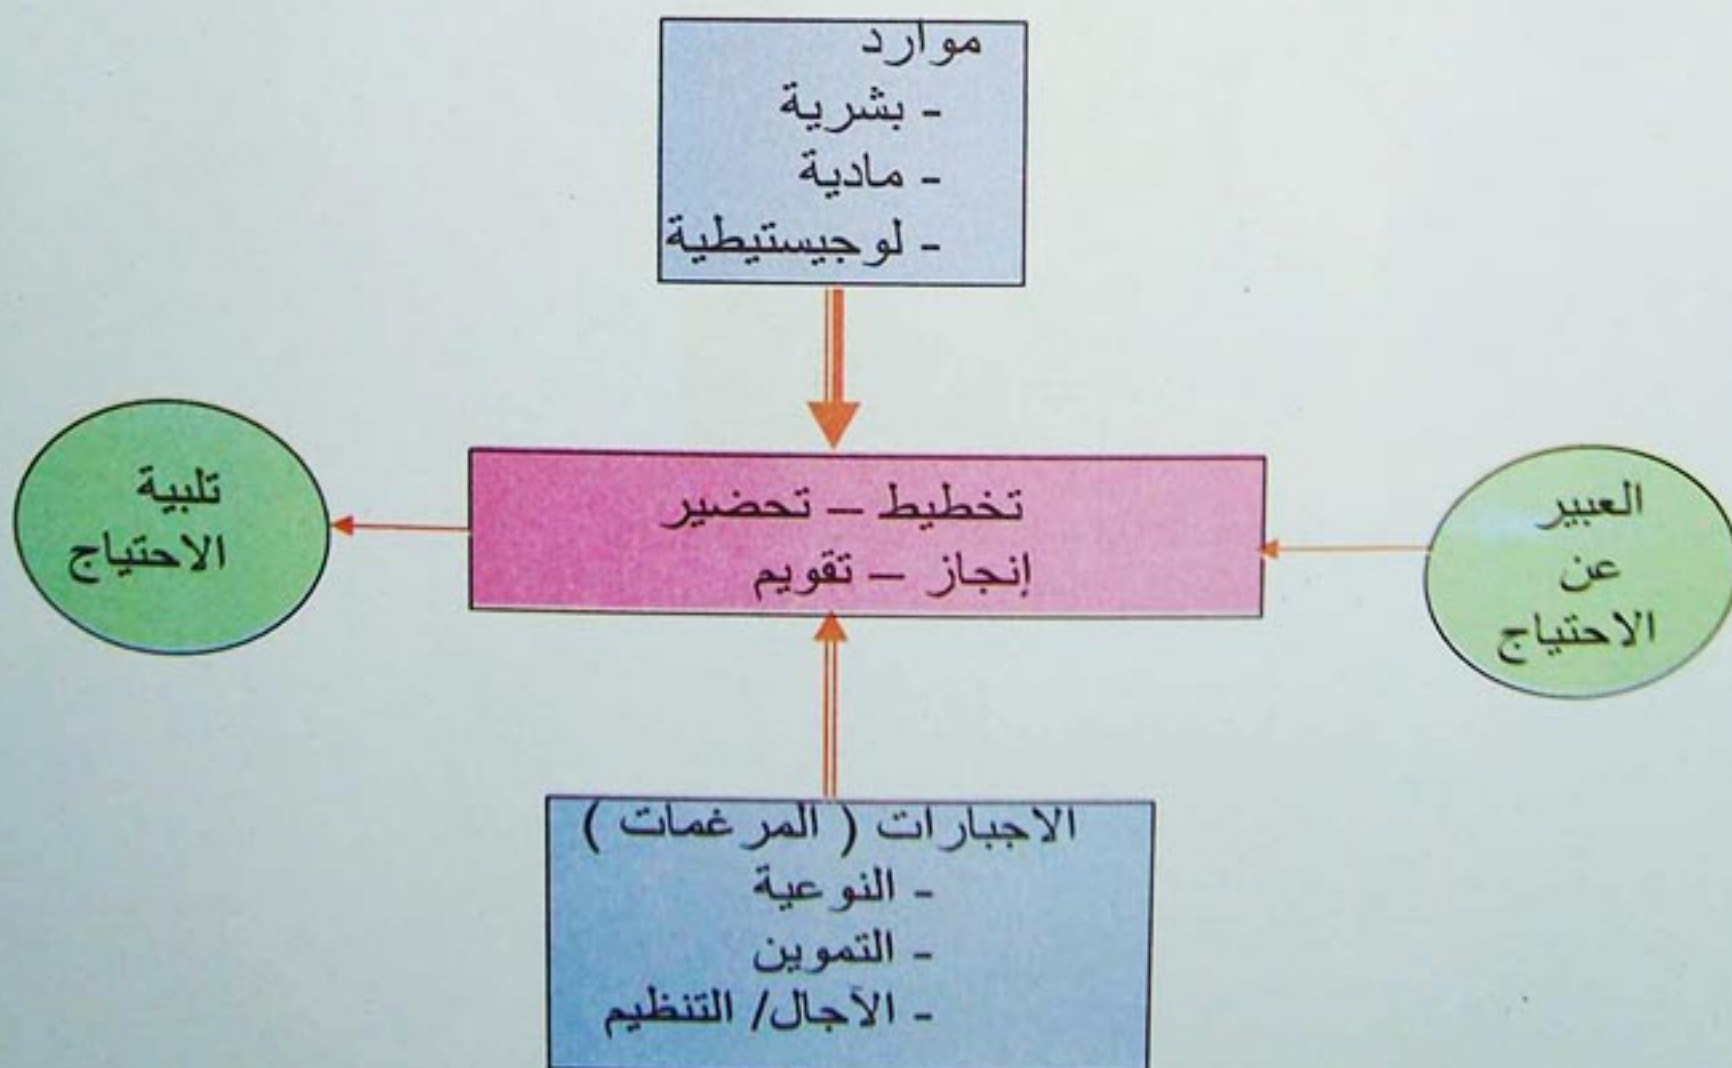 موارد
- بشرية
- مادية
- لوجيستيطية
العبير
عن
الاحتياج
تخطيط – تحضير
إنجاز – تقويم
تلبية
الاحتياج
الاجبارات ( المرغمات )
- النوعية
- التموين
- الآجال/ التنظيم